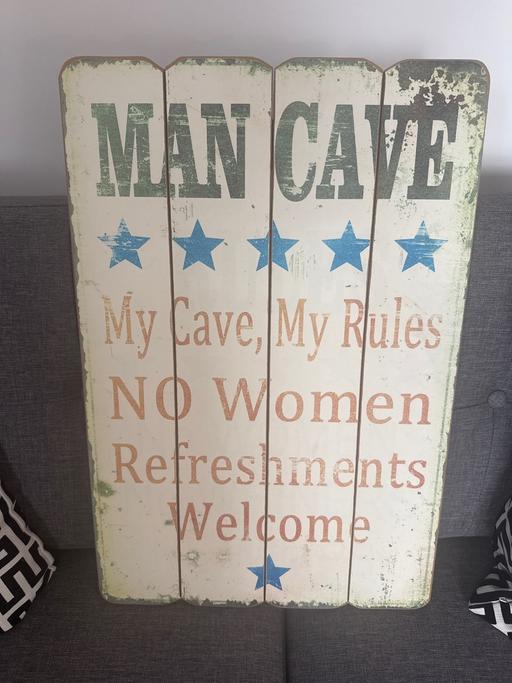 MAN CAVE
My Cave, My Rules
NO Women
Refreshments
Welcome